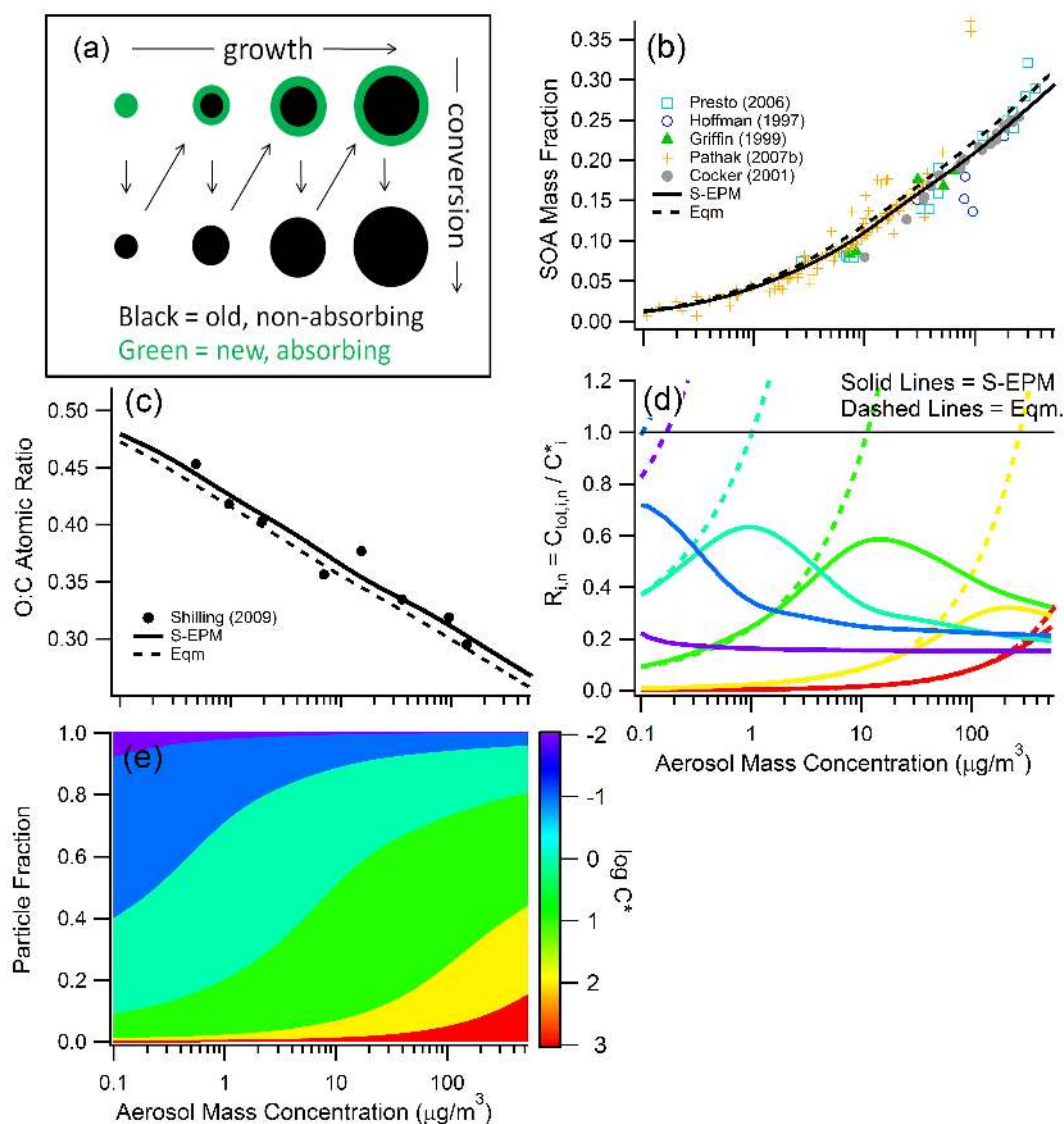 (a)
growth
conversion
Black = old, non-absorbing
Green = new, absorbing
(b)
SOA Mass Fraction
0.35
0.30
0.25
0.20
0.15
0.10
0.05
0.00
Presto (2006)
Hoffman (1997)
Griffin (1999)
Pathak (2007b)
Cocker (2001)
S-EPM
Eqm
(c)
O:C Atomic Ratio
0.50
0.45
0.40
0.35
0.30
Shilling (2009)
S-EPM
Eqm
(d)
Solid Lines = S-EPM
Dashed Lines = Eqm.
R_{i,n} = C_{tot,i,n} / C*_i
1.2
1.0
0.8
0.6
0.4
0.2
0.0
0.1 1 10 100
Aerosol Mass Concentration (μg/m³)
(e)
Particle Fraction
1.0
0.8
0.6
0.4
0.2
0.0
0.1 1 10 100
Aerosol Mass Concentration (μg/m³)
-2
-1
0
1
2
3
log C*